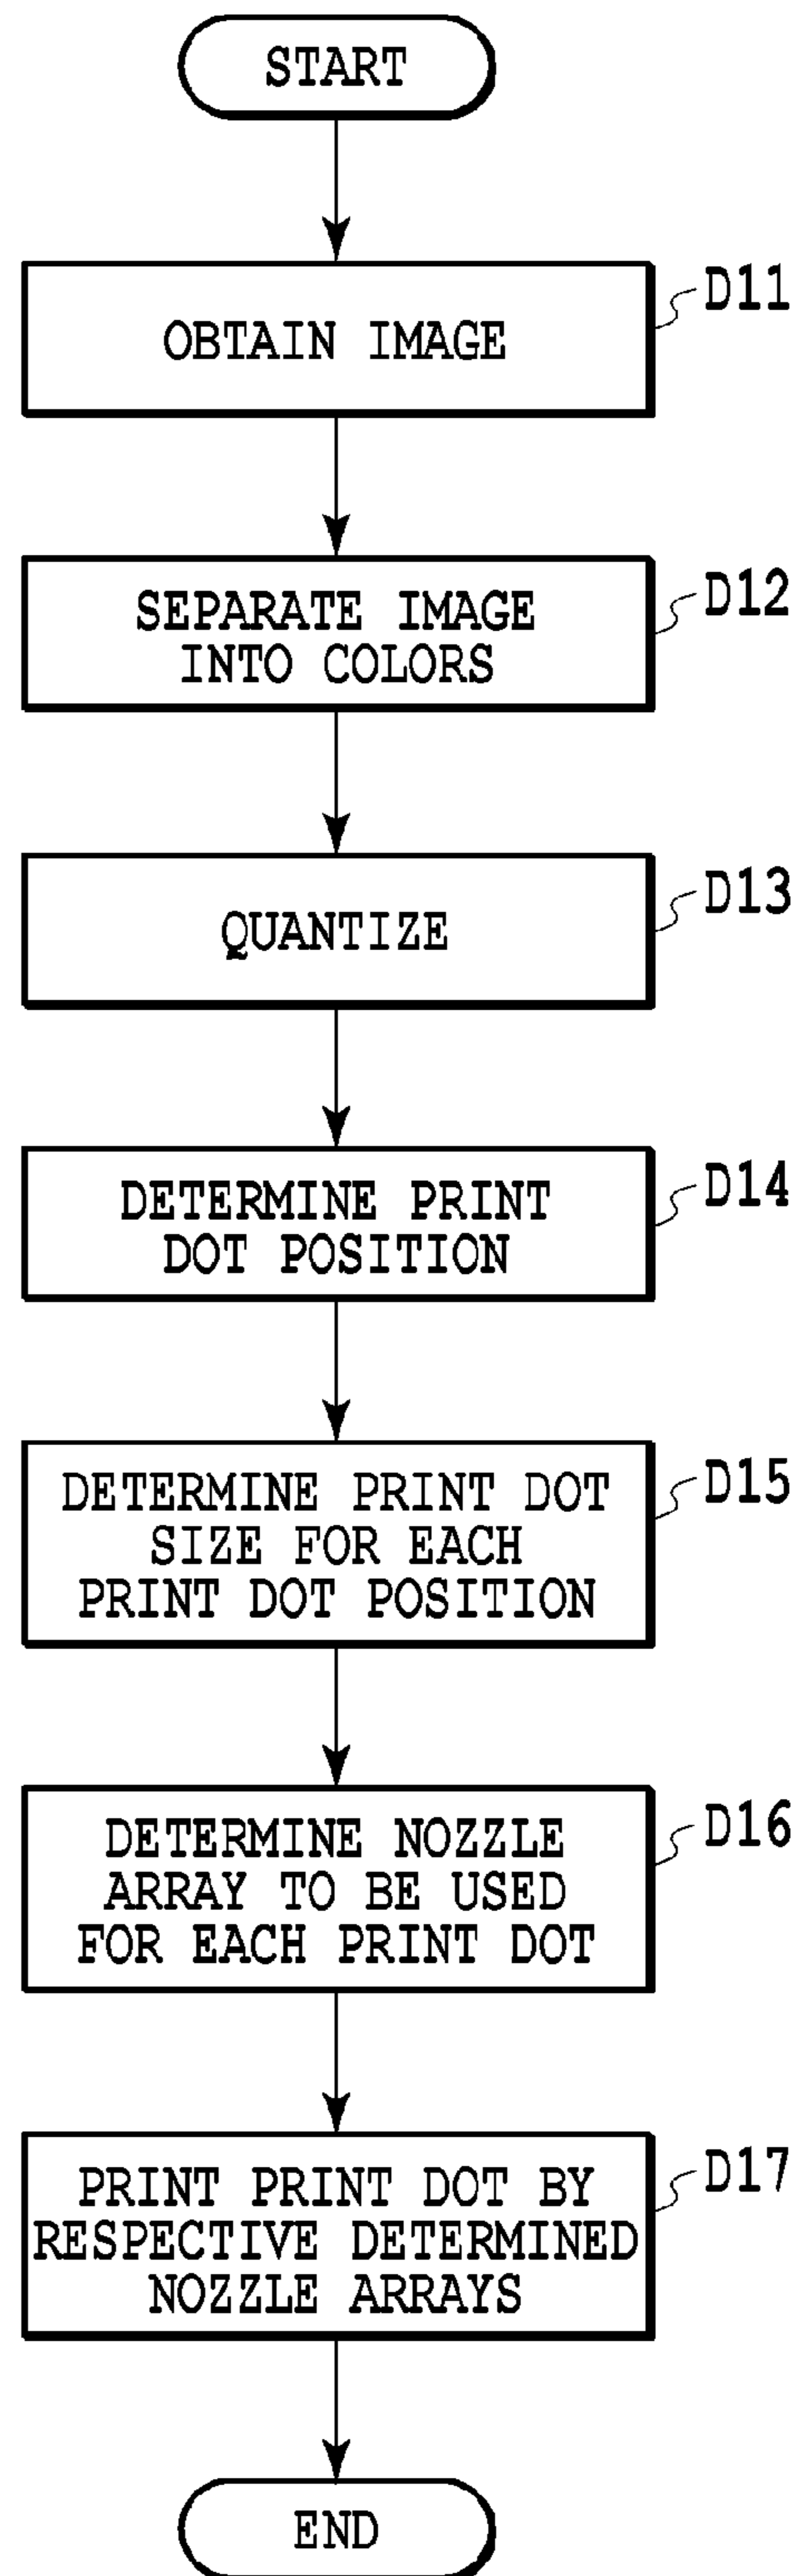 START
OBTAIN IMAGE
D11
SEPARATE IMAGE
INTO COLORS
D12
QUANTIZE
D13
DETERMINE PRINT
DOT POSITION
D14
DETERMINE PRINT DOT
SIZE FOR EACH
PRINT DOT POSITION
D15
DETERMINE NOZZLE
ARRAY TO BE USED
FOR EACH PRINT DOT
D16
PRINT PRINT DOT BY
RESPECTIVE DETERMINED
NOZZLE ARRAYS
D17
END